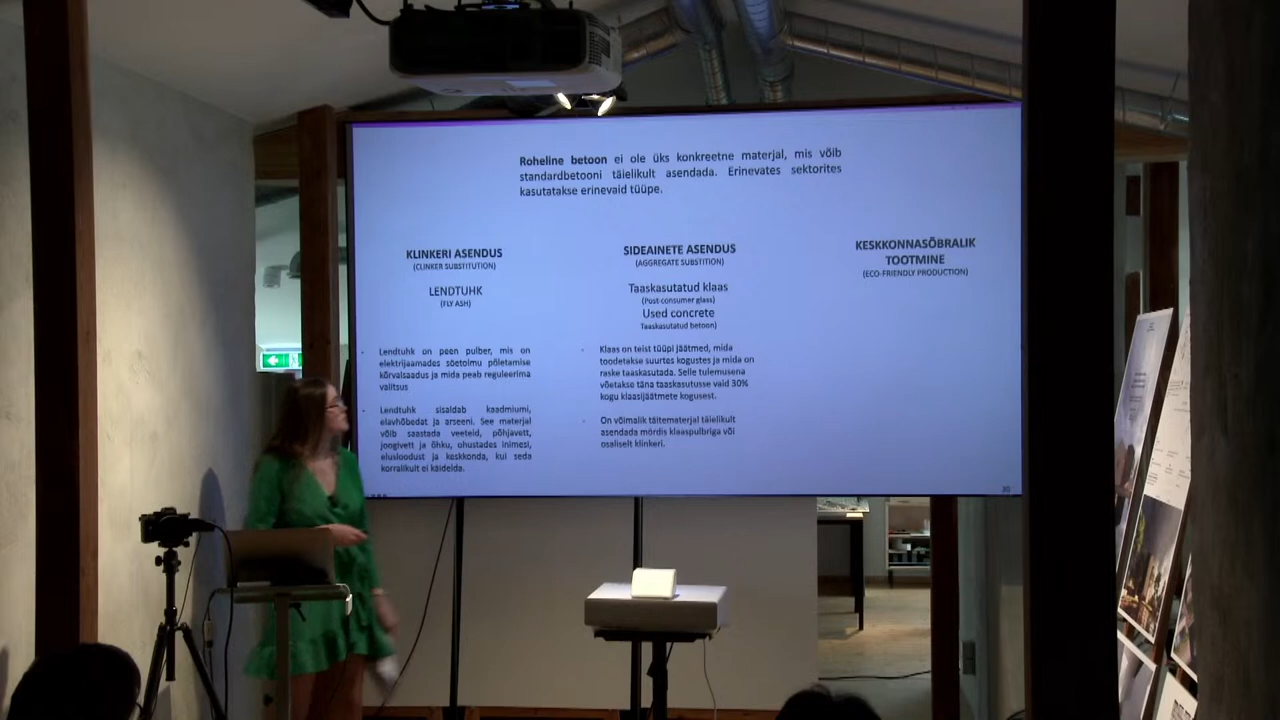 Roheline betoon ei ole üks konkreetne materjal, mis võib
standardbetooni täielikult asendada. Erinevates sektorites
kasutatakse erinevaid tüüpe.
KLINKERI ASENDUS
(CLINKER SUBSTITUTION)
LENDTUHK
(FLY ASH)
- Lendtuhk on peen pulber, mis on
elektrijaamades söetolmu põletamise
kõrvalsaadus ja mida peab reguleerima
valitsus
- Lendtuhk sisaldab kaadmiumi,
elavhõbedat ja arseeni. See materjal
võib saastada veeteid, põhjavett,
joogivett ja õhku, ohustades inimesi,
elusloodust ja keskkonda, kui seda
korralikult ei käidelda.
SIDEAINETE ASENDUS
(AGGREGATE SUBSTITION)
Taaskasutatud klaas
(Post-consumer glass)
Used concrete
Taaskasutatud betoon)
- Klaas on teist tüüpi jäätmed, mida
toodetakse suurtes kogustes ja mida on
raske taaskasutada. Selle tulemusena
võetakse täna taaskasutusse vaid 30%
kogu klaasijäätmete kogusest.
- On võimalik täitematerjal täielikult
asendada mördis klaaspulbriga või
osaliselt klinkeri.
KESKKONNASÕBRALIK
TOOTMINE
(ECO-FRIENDLY PRODUCTION)
30